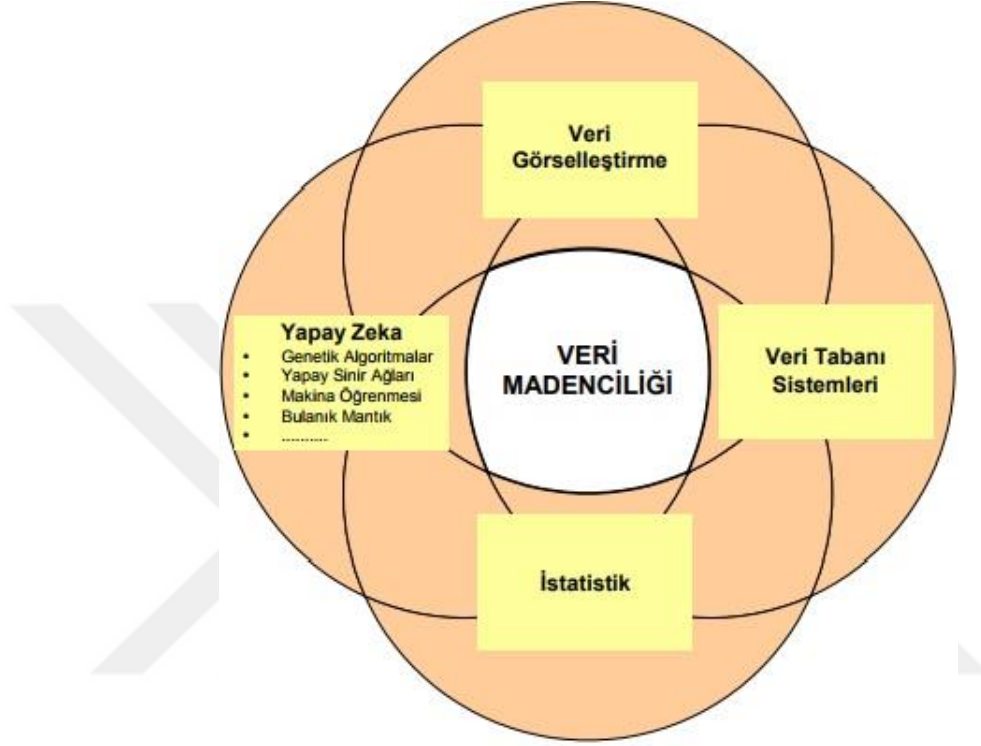 Veri
Görselleştirme
Yapay Zeka
• Genetik Algoritmalar
• Yapay Sinir Ağları
• Makina Öğrenmesi
• Bulanık Mantık
• ..........
VERİ
MADENCİLİĞİ
Veri Tabanı
Sistemleri
İstatistik